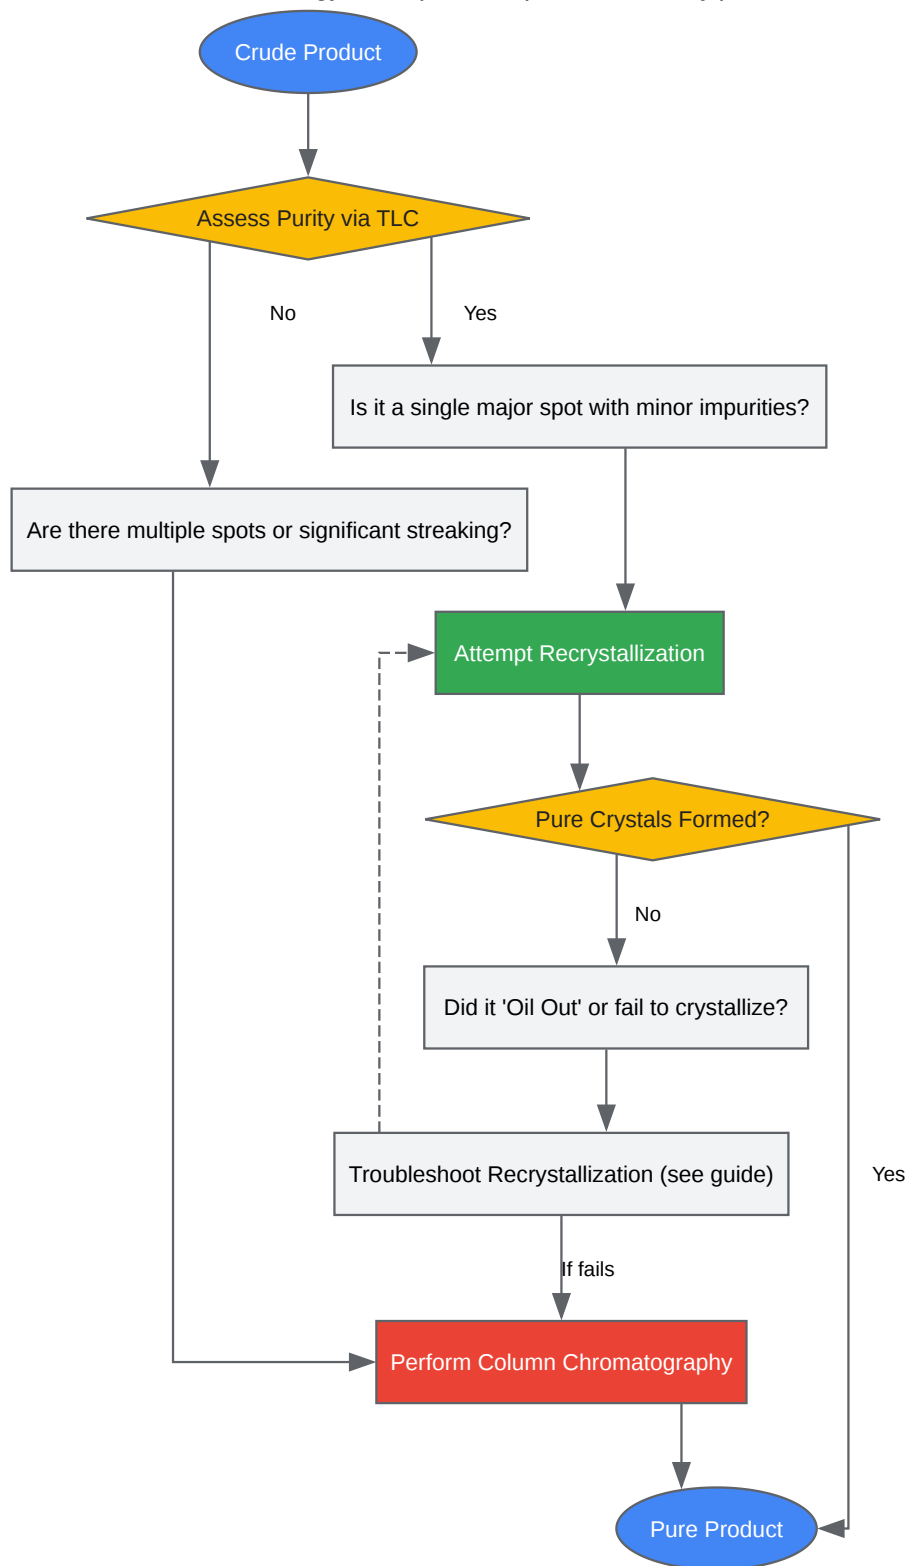 Crude Product
Assess Purity via TLC
No
Yes
Is it a single major spot with minor impurities?
Are there multiple spots or significant streaking?
Attempt Recrystallization
Pure Crystals Formed?
No
Did it 'Oil Out' or fail to crystallize?
Troubleshoot Recrystallization (see guide)
Yes
If fails
Perform Column Chromatography
Pure Product